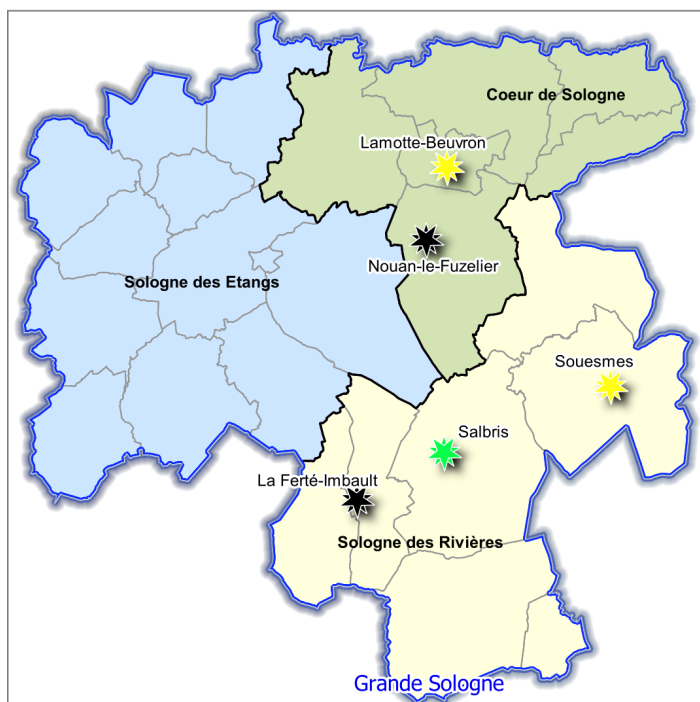 Coeur de Sologne
Lamotte-Beuvron
Nouan-le-Fuzelier
Sologne des Etangs
Souesmes
Salbris
La Ferté-Imbault
Sologne des Rivières
Grande Sologne